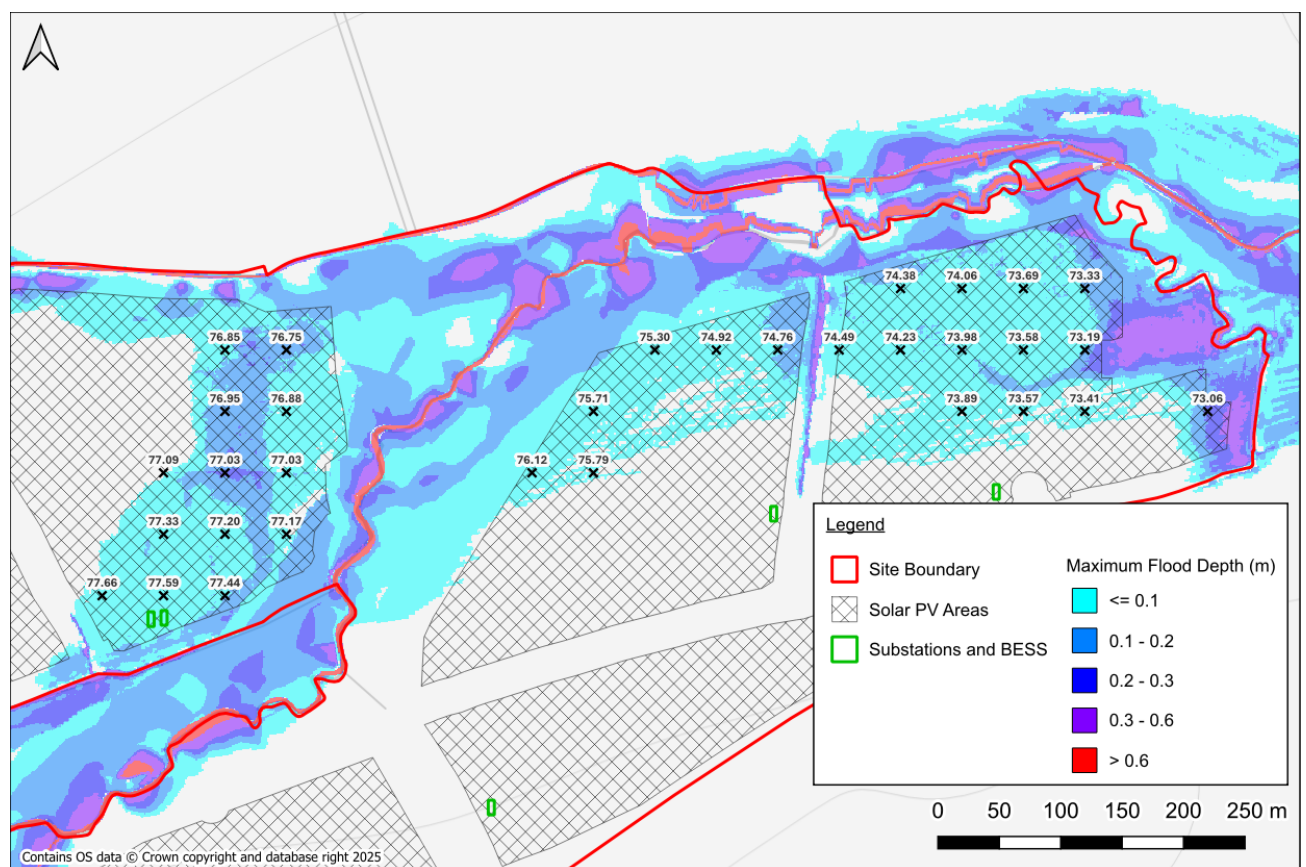 74.38 74.06 73.69 73.33
76.85 76.75 75.30 74.92 74.76 74.49 74.23 73.98 73.58 73.19
76.95 76.88 75.71 73.89 73.57 73.41 73.06
77.09 77.03 77.03 76.12 75.79
77.33 77.20 77.17
77.66 77.59 77.44
Legend
Site Boundary
Solar PV Areas
Substations and BESS
Maximum Flood Depth (m)
<= 0.1
0.1 - 0.2
0.2 - 0.3
0.3 - 0.6
> 0.6
0 50 100 150 200 250 m
Contains OS data © Crown copyright and database right 2025